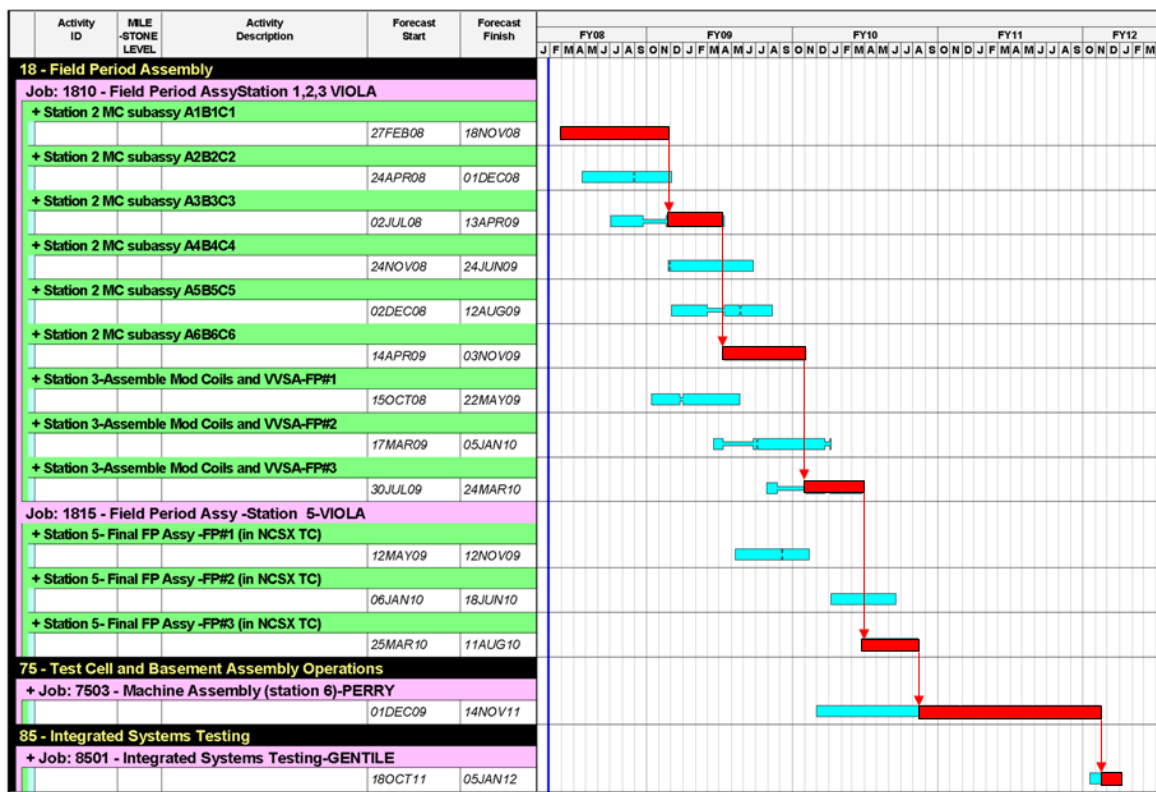 Activity ID MILE -STONE LEVEL Activity Description Forecast Start Forecast Finish
FY08 FY09 FY10 FY11 FY12
J F M A M J J A S O N D J F M A M J J A S O N D J F M A M J J A S O N D J F M A M J J A S O N D J F M
18 - Field Period Assembly
Job: 1810 - Field Period AssyStation 1,2,3 VIOLA
+ Station 2 MC subassy A1B1C1
27FEB08 18NOV08
+ Station 2 MC subassy A2B2C2
24APR08 01DEC08
+ Station 2 MC subassy A3B3C3
02JUL08 13APR09
+ Station 2 MC subassy A4B4C4
24NOV08 24JUN09
+ Station 2 MC subassy A5B5C5
02DEC08 12AUG09
+ Station 2 MC subassy A6B6C6
14APR09 03NOV09
+ Station 3-Assemble Mod Coils and VVSA-FP#1
15OCT08 22MAY09
+ Station 3-Assemble Mod Coils and VVSA-FP#2
17MAR09 05JAN10
+ Station 3-Assemble Mod Coils and VVSA-FP#3
30JUL09 24MAR10
Job: 1815 - Field Period Assy -Station 5-VIOLA
+ Station 5- Final FP Assy -FP#1 (in NCSX TC)
12MAY09 12NOV09
+ Station 5- Final FP Assy -FP#2 (in NCSX TC)
06JAN10 18JUN10
+ Station 5- Final FP Assy -FP#3 (in NCSX TC)
25MAR10 11AUG10
75 - Test Cell and Basement Assembly Operations
+ Job: 7503 - Machine Assembly (station 6)-PERRY
01DEC09 14NOV11
85 - Integrated Systems Testing
+ Job: 8501 - Integrated Systems Testing-GENTILE
18OCT11 05JAN12